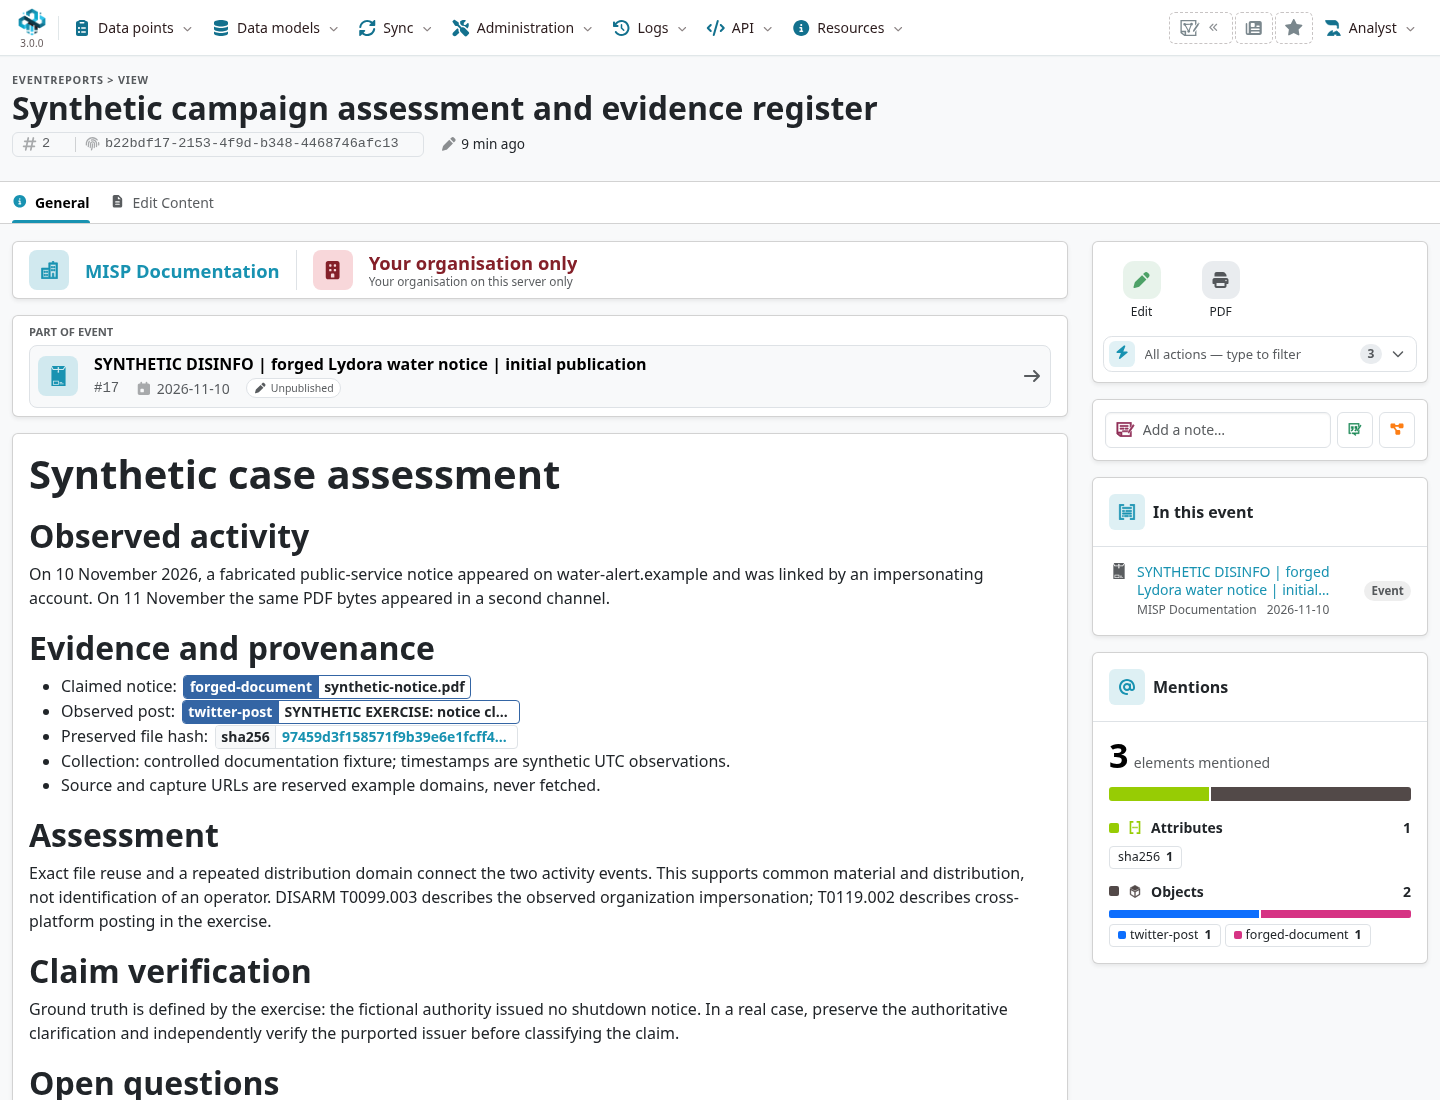 3.0.0
Data points
Data models
Sync
Administration
Logs
API
Resources
Analyst
EVENTREPORTS > VIEW
Synthetic campaign assessment and evidence register
2
b22bdf17-2153-4f9d-b348-4468746afc13
9 min ago
General
Edit Content
MISP Documentation
Your organisation only
Your organisation on this server only
PART OF EVENT
SYNTHETIC DISINFO | forged Lydora water notice | initial publication
#17
2026-11-10
Unpublished
Synthetic case assessment
Observed activity
On 10 November 2026, a fabricated public-service notice appeared on water-alert.example and was linked by an impersonating
account. On 11 November the same PDF bytes appeared in a second channel.
Evidence and provenance
Claimed notice: forged-document synthetic-notice.pdf
Observed post: twitter-post SYNTHETIC EXERCISE: notice cl...
Preserved file hash: sha256 97459d3f158571f9b39e6e1fcff4...
Collection: controlled documentation fixture; timestamps are synthetic UTC observations.
Source and capture URLs are reserved example domains, never fetched.
Assessment
Exact file reuse and a repeated distribution domain connect the two activity events. This supports common material and distribution,
not identification of an operator. DISARM T0099.003 describes the observed organization impersonation; T0119.002 describes cross-
platform posting in the exercise.
Claim verification
Ground truth is defined by the exercise: the fictional authority issued no shutdown notice. In a real case, preserve the authoritative
clarification and independently verify the purported issuer before classifying the claim.
Open questions
Edit
PDF
All actions — type to filter
3
Add a note...
In this event
SYNTHETIC DISINFO | forged
Lydora water notice | initial...
MISP Documentation 2026-11-10
Event
Mentions
3 elements mentioned
Attributes 1
sha256 1
Objects 2
twitter-post 1
forged-document 1